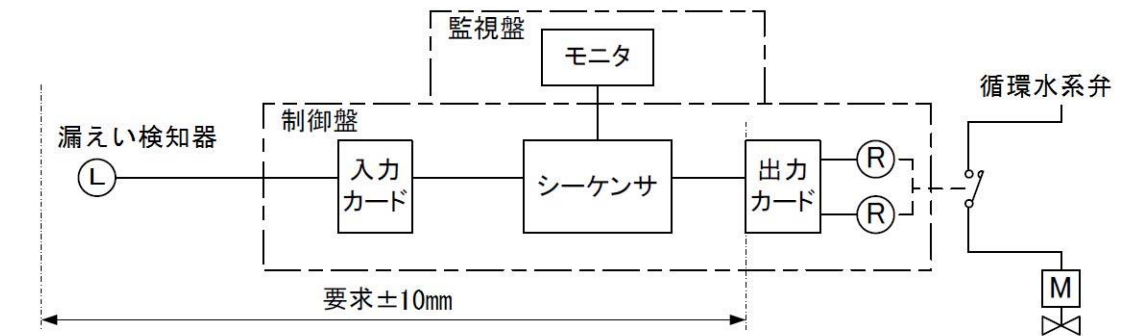 監視盤
モニタ
循環水系弁
制御盤
漏えい検知器
L
入力
カード
シーケンサ
出力
カード
R
R
M
要求±10mm